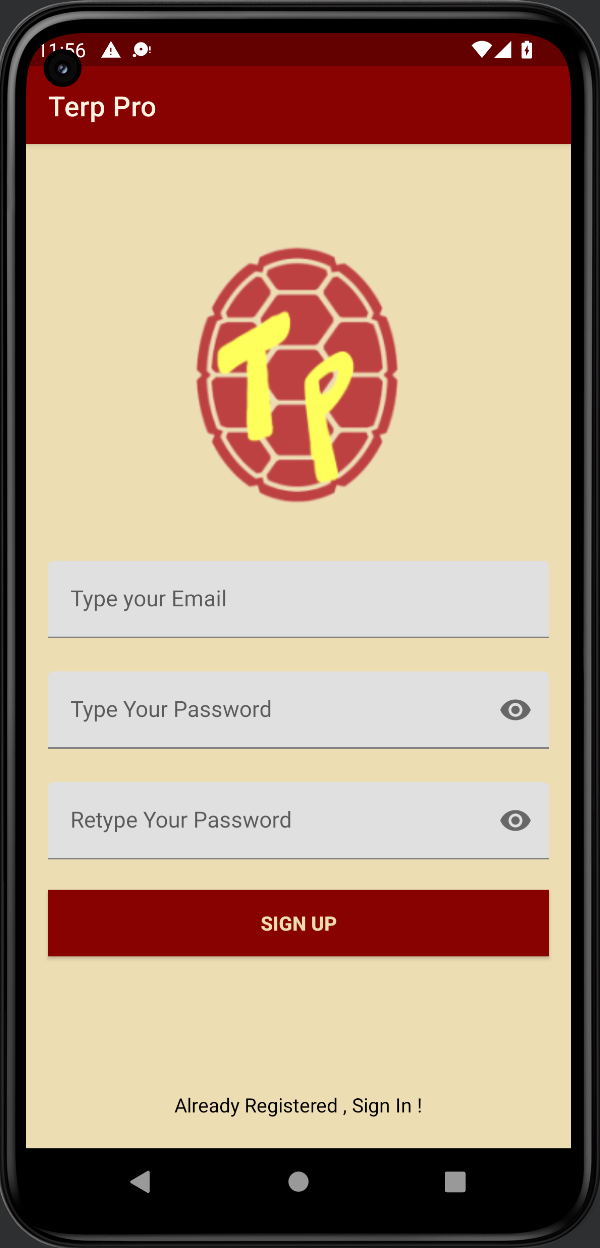 11:56
Terp Pro
TP
Type your Email
Type Your Password
Retype Your Password
SIGN UP
Already Registered , Sign In !